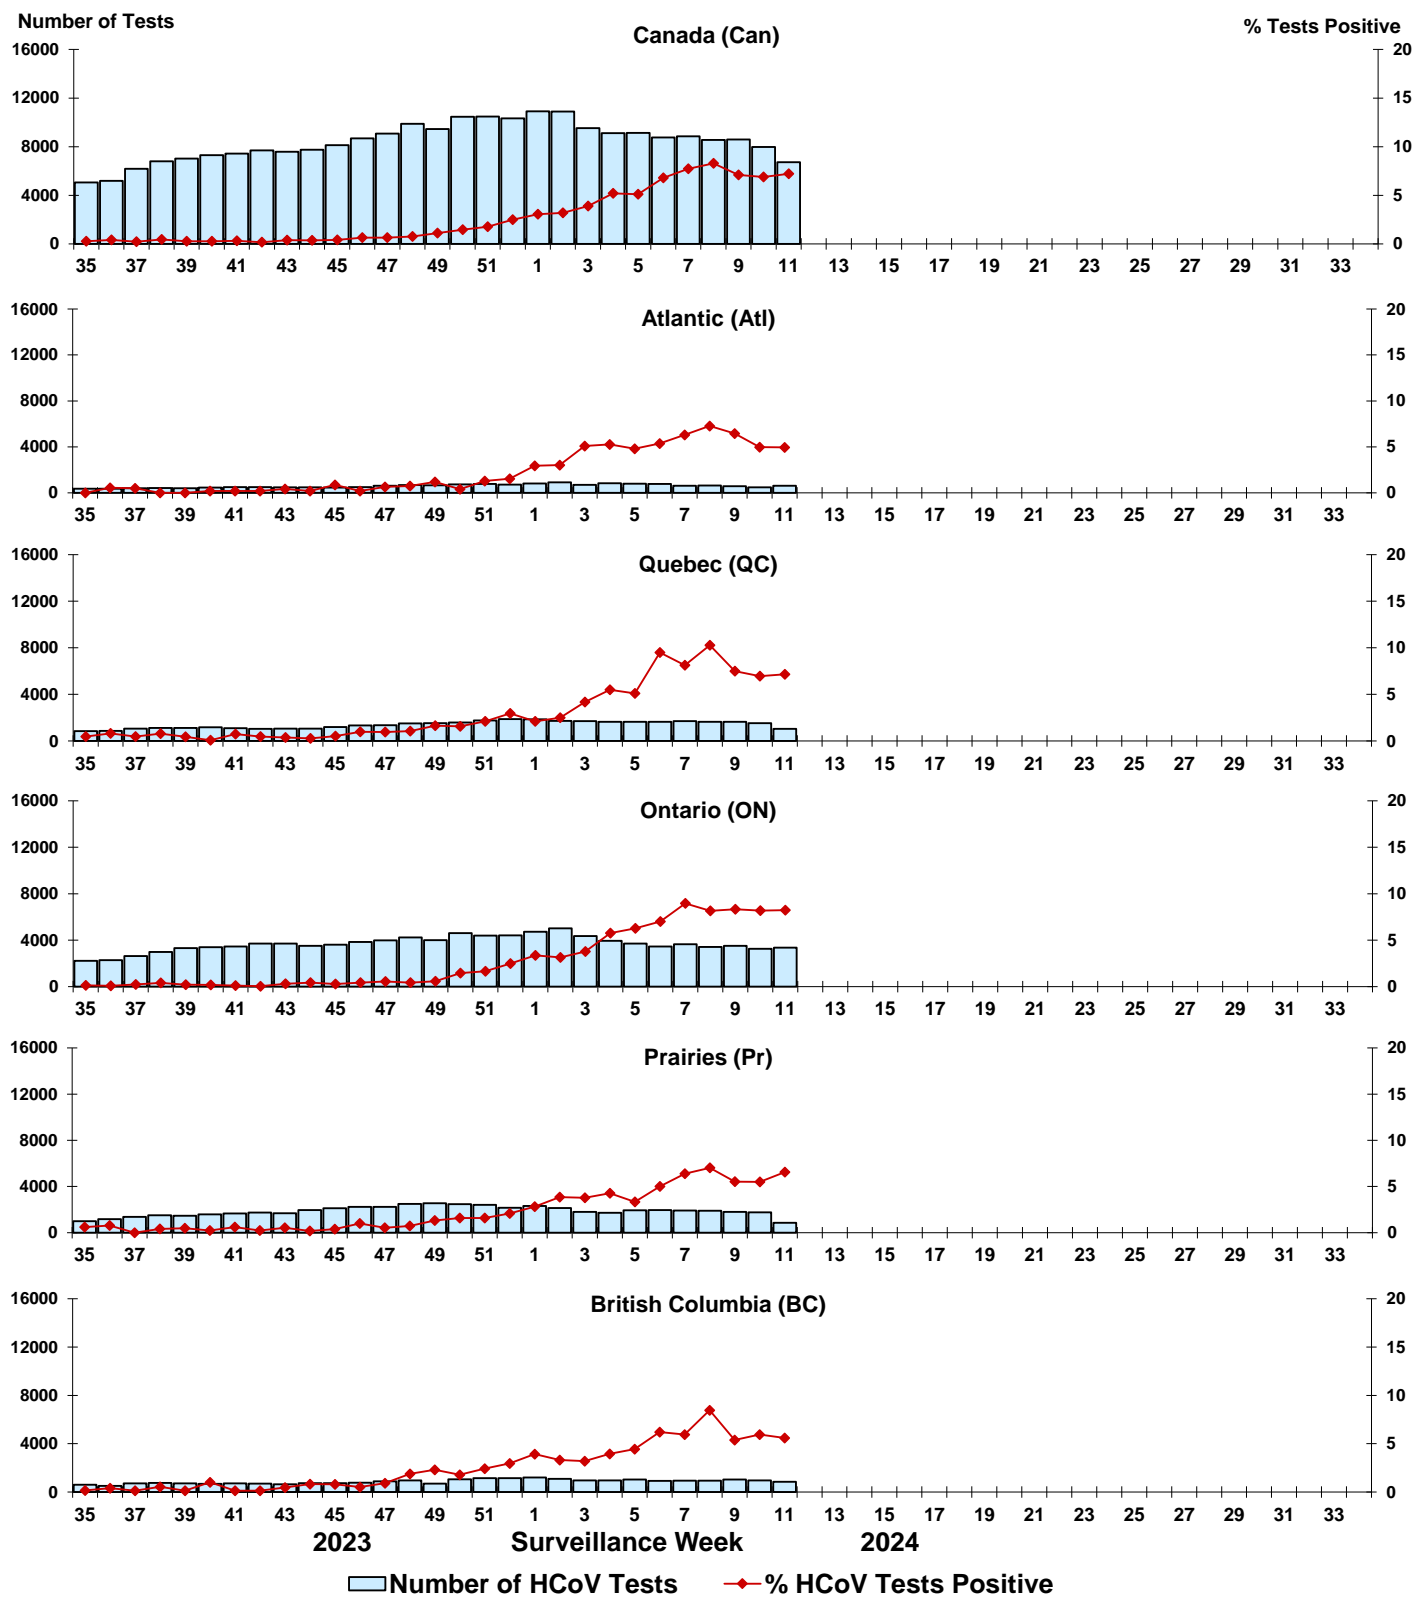 Number of Tests
Canada (Can)
% Tests Positive
16000 20
12000 15
8000 10
4000 5
0 0
35 37 39 41 43 45 47 49 51 1 3 5 7 9 11 13 15 17 19 21 23 25 27 29 31 33
Atlantic (Atl)
16000 20
12000 15
8000 10
4000 5
0 0
35 37 39 41 43 45 47 49 51 1 3 5 7 9 11 13 15 17 19 21 23 25 27 29 31 33
Quebec (QC)
16000 20
12000 15
8000 10
4000 5
0 0
35 37 39 41 43 45 47 49 51 1 3 5 7 9 11 13 15 17 19 21 23 25 27 29 31 33
Ontario (ON)
16000 20
12000 15
8000 10
4000 5
0 0
35 37 39 41 43 45 47 49 51 1 3 5 7 9 11 13 15 17 19 21 23 25 27 29 31 33
Prairies (Pr)
16000 20
12000 15
8000 10
4000 5
0 0
35 37 39 41 43 45 47 49 51 1 3 5 7 9 11 13 15 17 19 21 23 25 27 29 31 33
British Columbia (BC)
16000 20
12000 15
8000 10
4000 5
0 0
35 37 39 41 43 45 47 49 51 1 3 5 7 9 11 13 15 17 19 21 23 25 27 29 31 33
2023 Surveillance Week 2024
Number of HCoV Tests % HCoV Tests Positive